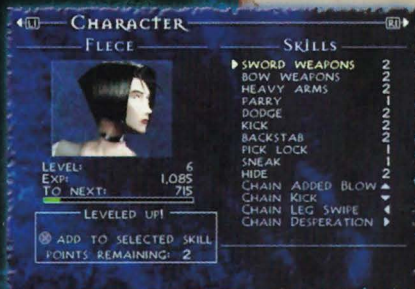 L1 CHARACTER R1
FLECE
SKILLS
SWORD WEAPONS 2
BOW WEAPONS 2
HEAVY ARMS 2
PARRY 1
DODGE 2
KICK 2
BACKSTAB 2
PICK LOCK 1
SNEAK 1
HIDE 2
CHAIN ADDED BLOW
CHAIN KICK
CHAIN LEG SWIPE
CHAIN DESPERATION
LEVEL: 6
EXP: 1,085
TO NEXT: 715
LEVELED UP!
ADD TO SELECTED SKILL
POINTS REMAINING: 2